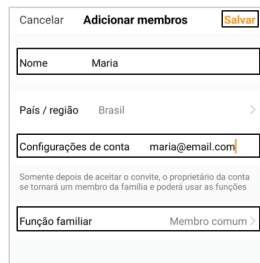 Cancelar Adicionar membros Salvar
Nome Maria
País / região Brasil
Configurações de conta maria@email.com
Somente depois de aceitar o convite, o proprietário da conta
se tornará um membro da família e poderá usar as funções
Função familiar Membro comum